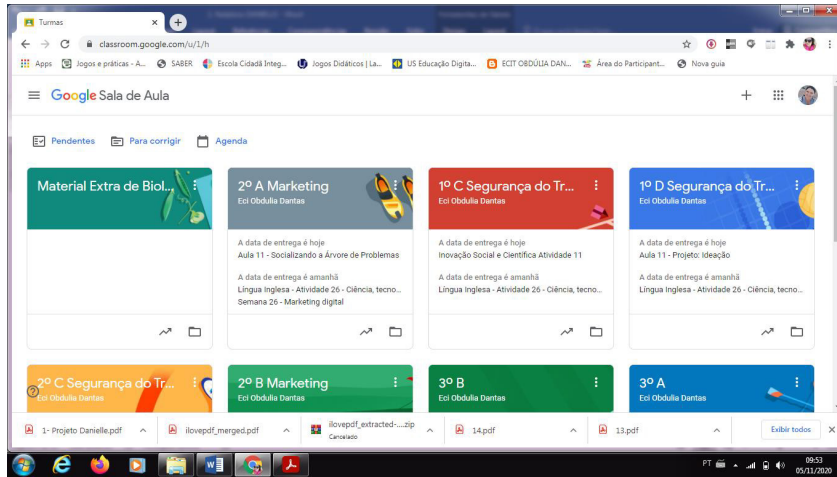 Turmas
classroom.google.com/u/1/h
Apps
Jogos e práticas - A...
SABER
Escola Cidadã Integ...
Jogos Didáticos | La...
US Educação Digita...
ECIT OBDÚLIA DAN...
Área do Participant...
Nova guia
Google Sala de Aula
Pendentes
Para corrigir
Agenda
Material Extra de Biol...
2º A Marketing
Eci Obdulia Dantas
A data de entrega é hoje
Aula 11 - Socializando a Árvore de Problemas
A data de entrega é amanhã
Língua Inglesa - Atividade 26 - Ciência, tecno...
Semana 26 - Marketing digital
1º C Segurança do Tr...
Eci Obdulia Dantas
A data de entrega é hoje
Inovação Social e Científica Atividade 11
A data de entrega é amanhã
Língua Inglesa - Atividade 26 - Ciência, tecno...
1º D Segurança do Tr...
Eci Obdulia Dantas
A data de entrega é hoje
Aula 11 - Projeto: Ideação
A data de entrega é amanhã
Língua Inglesa - Atividade 26 - Ciência, tecno...
2º C Segurança do Tr...
Eci Obdulia Dantas
2º B Marketing
Eci Obdulia Dantas
3º B
Eci Obdulia Dantas
3º A
Eci Obdulia Dantas
1- Projeto Danielle.pdf
ilovepdf_merged.pdf
ilovepdf_extracted-....zip
Cancelado
14.pdf
13.pdf
Exibir todos
PT
09:53
05/11/2020